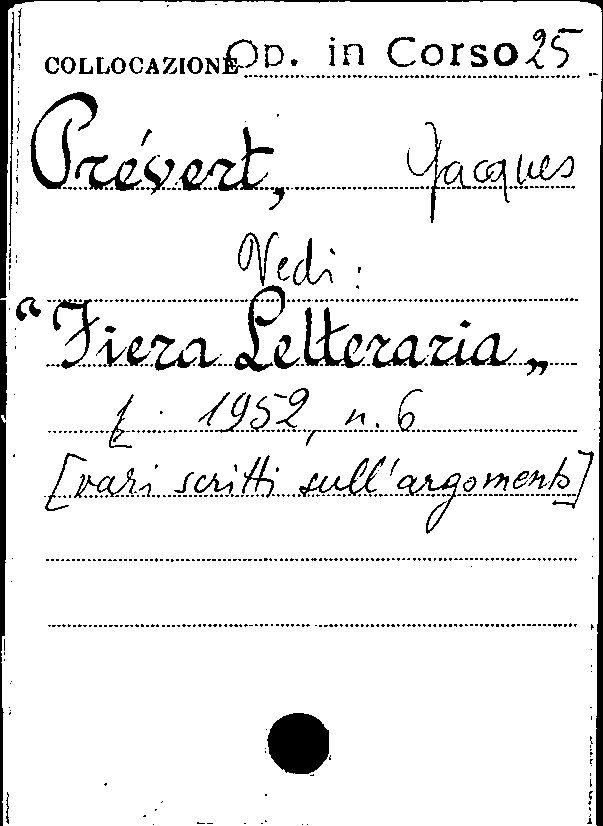 COLLOCAZIONE Op. in Corso 25
Prévert, Jacques
Vedi:
"Fiera Letteraria„
1952, n. 6
[vari scritti sull'argomento]